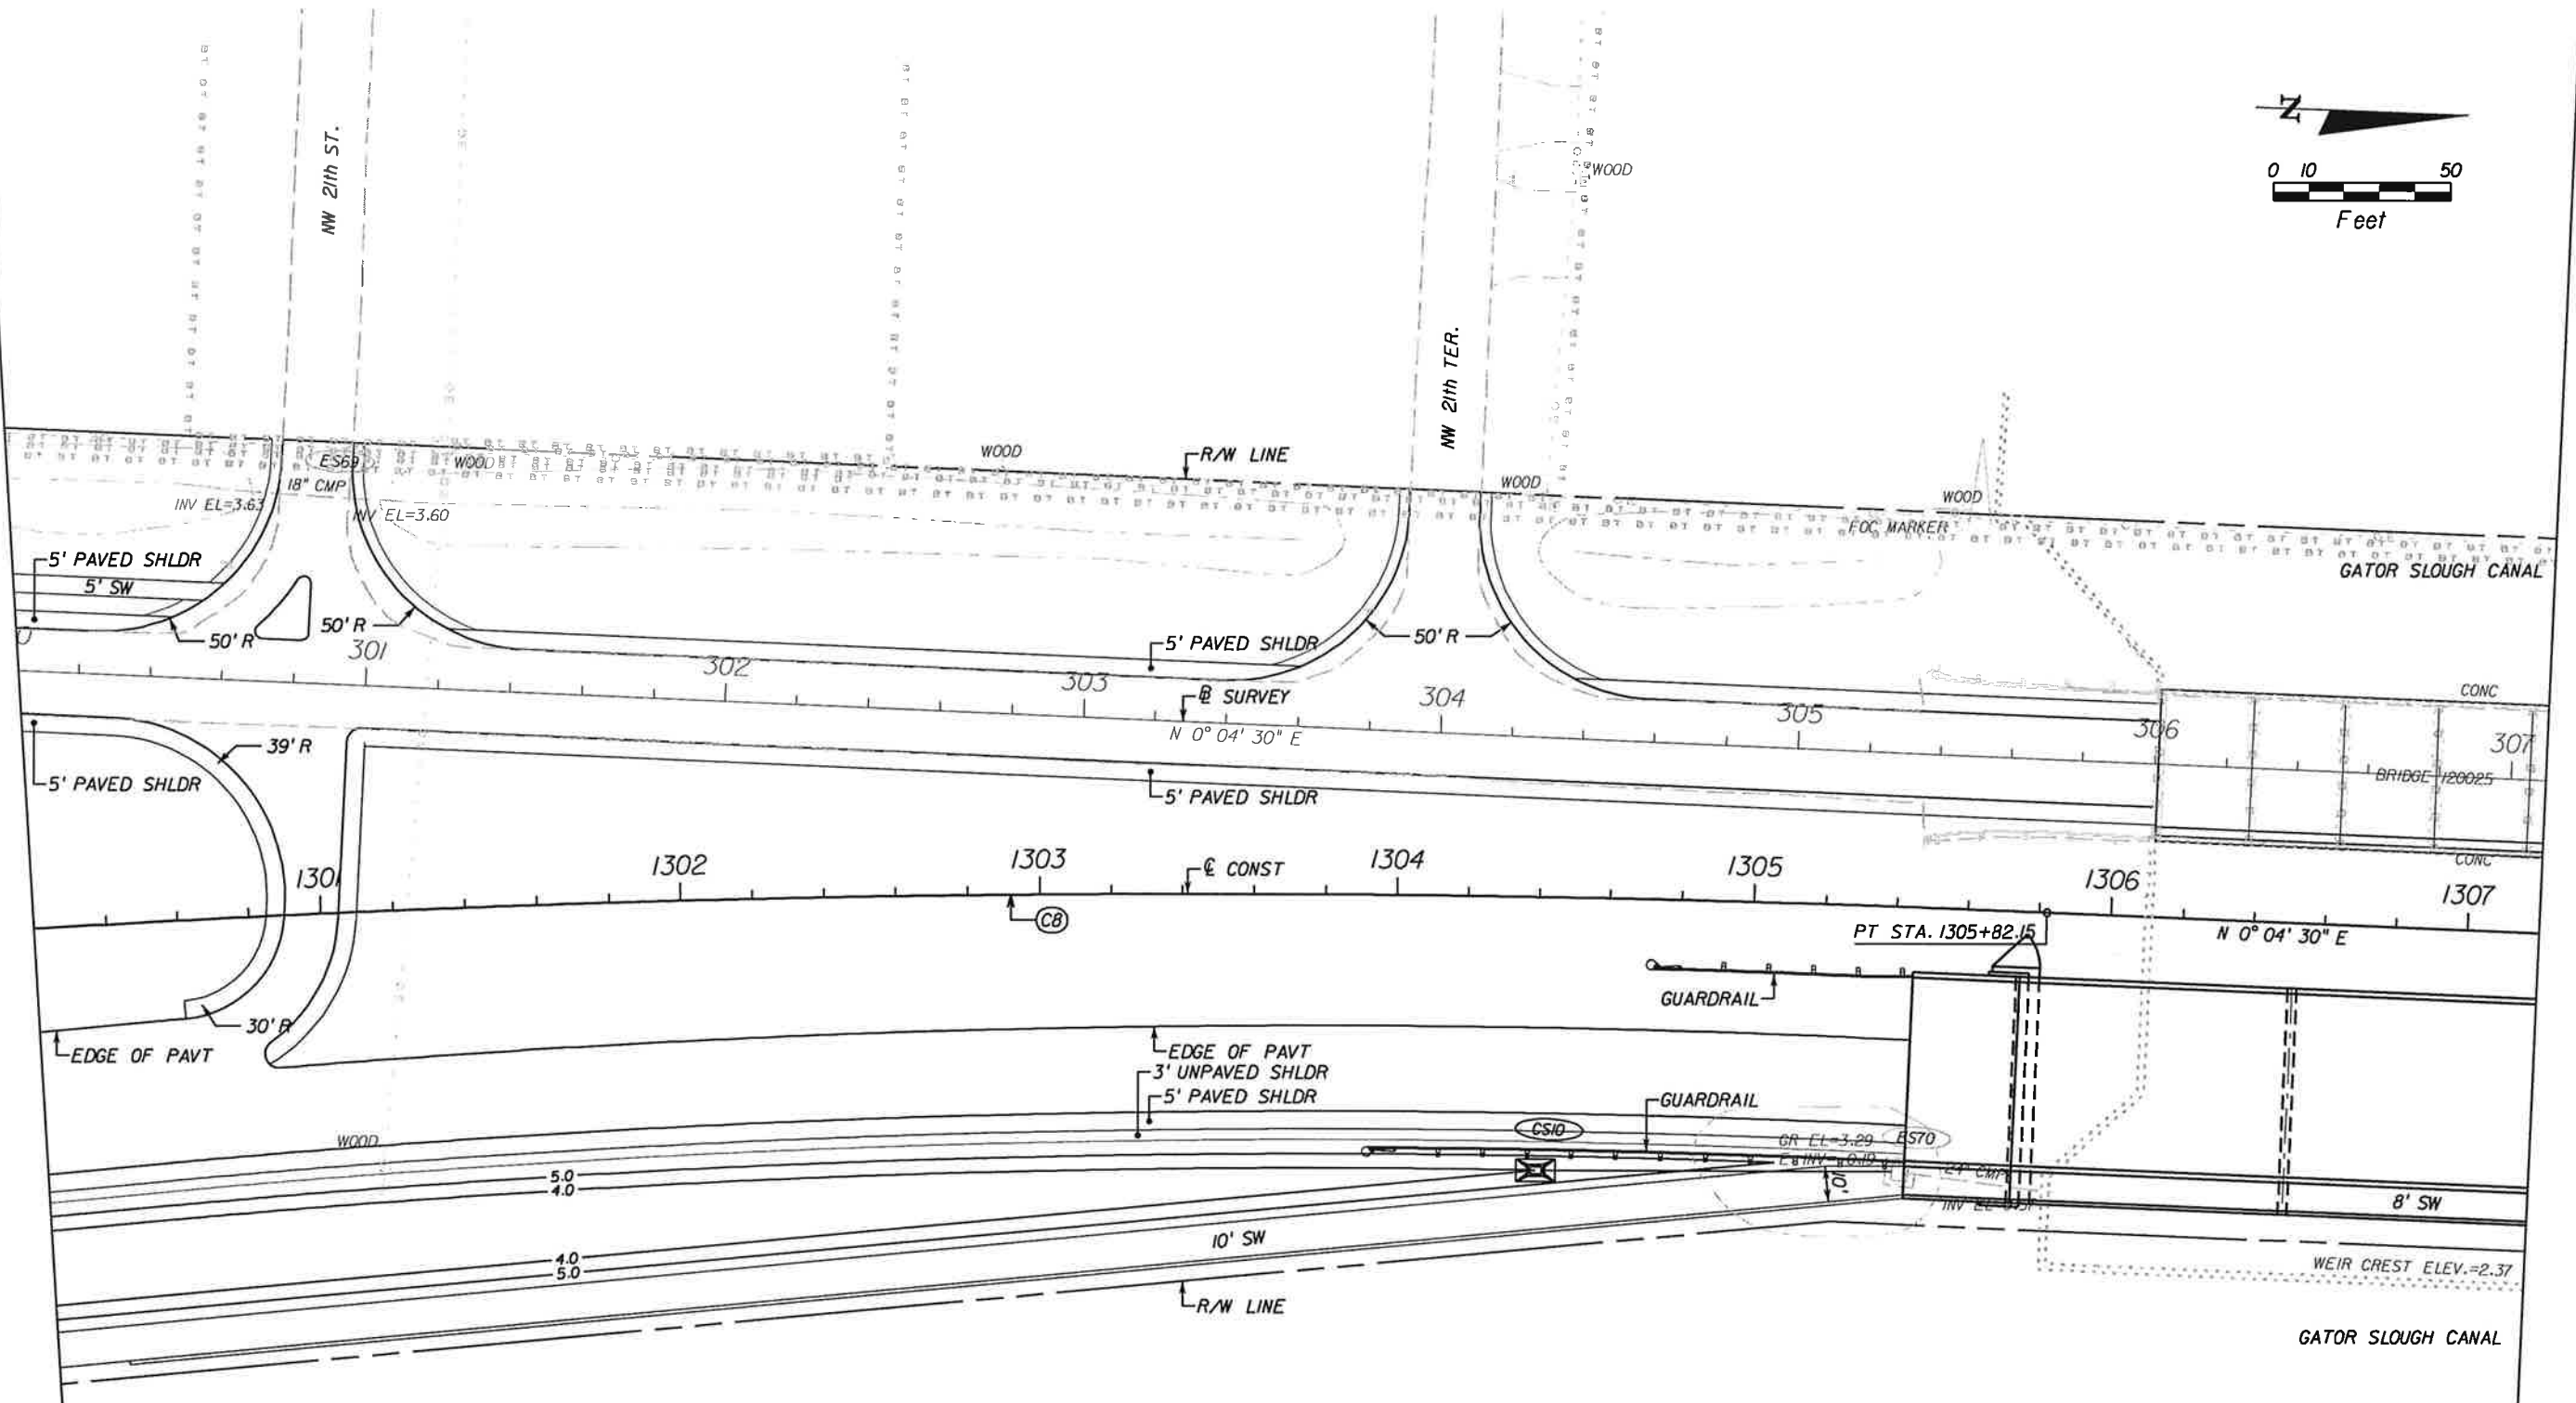 NW 21th ST.
NW 21th TER.
N
0 10 50
Feet
WOOD
R/W LINE
WOOD
WOOD
WOOD
WOOD
ES69
18" CMP
INV EL=3.63
INV EL=3.60
FOC MARKER
GATOR SLOUGH CANAL
5' PAVED SHLDR
5' SW
50' R
50' R
5' PAVED SHLDR
50' R
301
302
303
304
305
306
307
℄ SURVEY
N 0° 04' 30" E
CONC
BRIDGE 120025
CONC
39' R
5' PAVED SHLDR
5' PAVED SHLDR
1301
1302
1303
1304
1305
1306
1307
℄ CONST
C8
PT STA. 1305+82.15
N 0° 04' 30" E
GUARDRAIL
30' R
EDGE OF PAVT
EDGE OF PAVT
3' UNPAVED SHLDR
5' PAVED SHLDR
GUARDRAIL
WOOD
CS10
GR EL=3.29
ES70
24" CMP
5.0
4.0
10'
8' SW
4.0
5.0
10' SW
R/W LINE
WEIR CREST ELEV.=2.37
GATOR SLOUGH CANAL